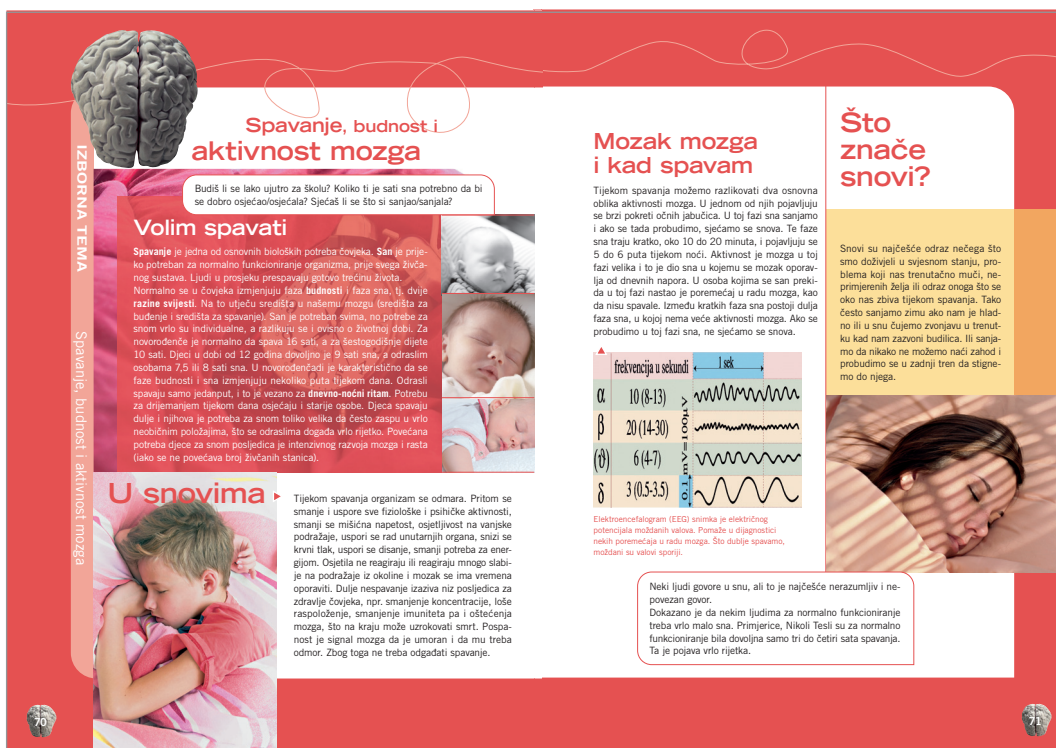 IZBORNA TEMA
Spavanje, budnost i aktivnost mozga
Spavanje, budnost i
aktivnost mozga
Budiš li se lako ujutro za školu? Koliko ti je sati sna potrebno da bi
se dobro osjećao/osjećala? Sjećaš li se što si sanjao/sanjala?
Volim spavati
Spavanje je jedna od osnovnih bioloških potreba čovjeka. San je prije-
ko potreban za normalno funkcioniranje organizma, prije svega živča-
nog sustava. Ljudi u prosjeku prespavaju gotovo trećinu života.
Normalno se u čovjeka izmjenjuju faza budnosti i faza sna, tj. dvije
razine svijesti. Na to utječu središta u našemu mozgu (središta za
buđenje i središta za spavanje). San je potreban svima, no potrebe za
snom vrlo su individualne, a razlikuju se i ovisno o životnoj dobi. Za
novorođenče je normalno da spava 16 sati, a za šestogodišnje dijete
10 sati. Djeci u dobi od 12 godina dovoljno je 9 sati sna, a odraslim
osobama 7,5 ili 8 sati sna. U novorođenčadi je karakteristično da se
faze budnosti i sna izmjenjuju nekoliko puta tijekom dana. Odrasli
spavaju samo jedanput, i to je vezano za dnevno-noćni ritam. Potrebu
za drijemanjem tijekom dana osjećaju i starije osobe. Djeca spavaju
dulje i njihova je potreba za snom toliko velika da često zaspu u vrlo
neobičnim položajima, što se odraslima događa vrlo rijetko. Povećana
potreba djece za snom posljedica je intenzivnog razvoja mozga i rasta
(iako se ne povećava broj živčanih stanica).
U snovima
Tijekom spavanja organizam se odmara. Pritom se
smanje i uspore sve fiziološke i psihičke aktivnosti,
smanji se mišićna napetost, osjetljivost na vanjske
podražaje, uspori se rad unutarnjih organa, snizi se
krvni tlak, uspori se disanje, smanji potreba za ener-
gijom. Osjetila ne reagiraju ili reagiraju mnogo slabi-
je na podražaje iz okoline i mozak se ima vremena
oporaviti. Dulje nespavanje izaziva niz posljedica za
zdravlje čovjeka, npr. smanjenje koncentracije, loše
raspoloženje, smanjenje imuniteta pa i oštećenja
mozga, što na kraju može uzrokovati smrt. Pospa-
nost je signal mozga da je umoran i da mu treba
odmor. Zbog toga ne treba odgađati spavanje.
70
Mozak mozga
i kad spavam
Tijekom spavanja možemo razlikovati dva osnovna
oblika aktivnosti mozga. U jednom od njih pojavljuju
se brzi pokreti očnih jabučica. U toj fazi sna sanjamo
i ako se tada probudimo, sjećamo se snova. Te faze
sna traju kratko, oko 10 do 20 minuta, i pojavljuju se
5 do 6 puta tijekom noći. Aktivnost je mozga u toj
fazi velika i to je dio sna u kojemu se mozak oporav-
lja od dnevnih napora. U osoba kojima se san preki-
da u toj fazi nastao je poremećaj u radu mozga, kao
da nisu spavale. Između kratkih faza sna postoji dulja
faza sna, u kojoj nema veće aktivnosti mozga. Ako se
probudimo u toj fazi sna, ne sjećamo se snova.
frekvencija u sekundi 1 sek
α 10 (8-13)
β 20 (14-30)
(ϑ) 6 (4-7)
δ 3 (0.5-3.5)
0.1 mV=100μV
Elektroencefalogram (EEG) snimka je električnog
potencijala moždanih valova. Pomaže u dijagnostici
nekih poremećaja u radu mozga. Što dublje spavamo,
moždani su valovi sporiji.
Što
znače
snovi?
Snovi su najčešće odraz nečega što
smo doživjeli u svjesnom stanju, pro-
blema koji nas trenutačno muči, ne-
primjerenih želja ili odraz onoga što se
oko nas zbiva tijekom spavanja. Tako
često sanjamo zimu ako nam je hlad-
no ili u snu čujemo zvonjavu u trenut-
ku kad nam zazvoni budilica. Ili sanja-
mo da nikako ne možemo naći zahod i
probudimo se u zadnji tren da stigne-
mo do njega.
Neki ljudi govore u snu, ali to je najčešće nerazumljiv i ne-
povezan govor.
Dokazano je da nekim ljudima za normalno funkcioniranje
treba vrlo malo sna. Primjerice, Nikoli Tesli su za normalno
funkcioniranje bila dovoljna samo tri do četiri sata spavanja.
Ta je pojava vrlo rijetka.
71